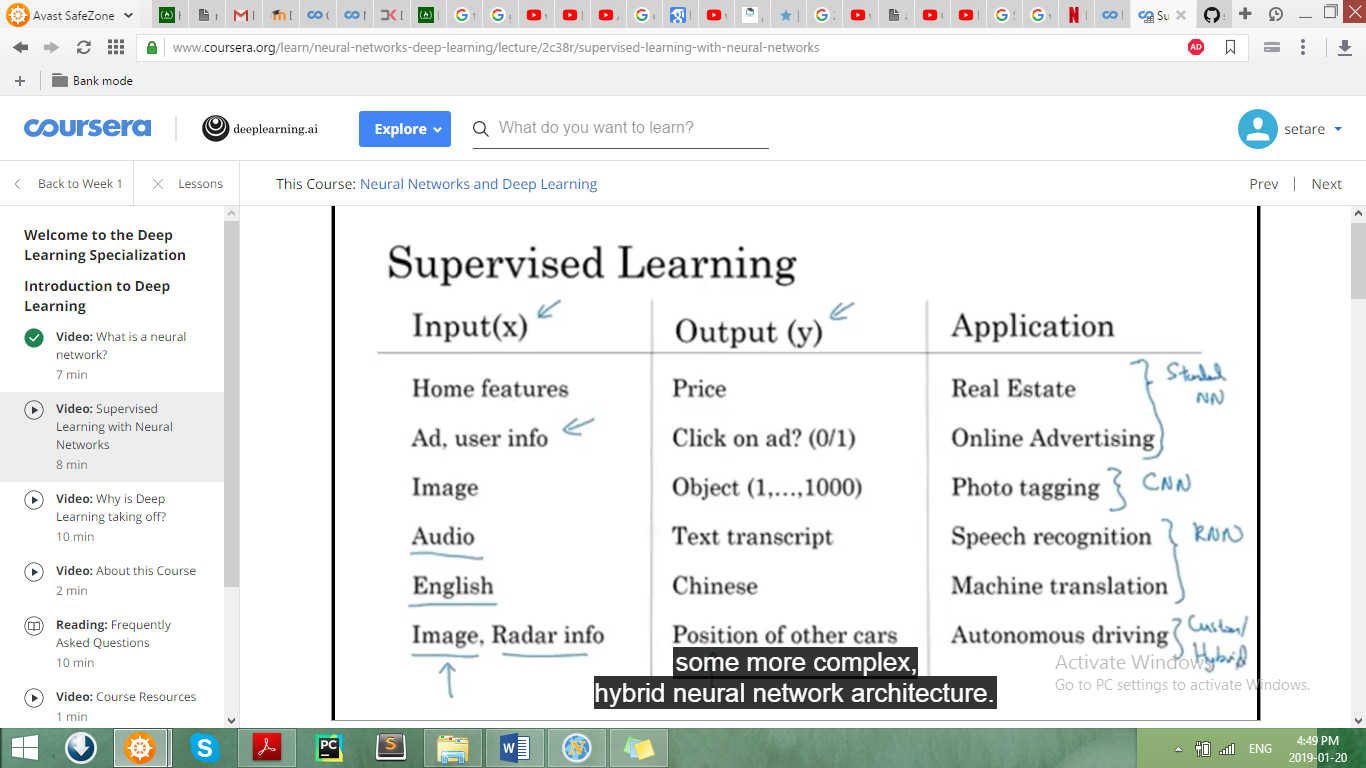 Avast SafeZone
www.coursera.org/learn/neural-networks-deep-learning/lecture/2c38r/supervised-learning-with-neural-networks
AD
Bank mode
coursera
deeplearning.ai
Explore
What do you want to learn?
setare
Back to Week 1
Lessons
This Course: Neural Networks and Deep Learning
Prev | Next
Welcome to the Deep
Learning Specialization
Introduction to Deep
Learning
Video: What is a neural
network?
7 min
Video: Supervised
Learning with Neural
Networks
8 min
Video: Why is Deep
Learning taking off?
10 min
Video: About this Course
2 min
Reading: Frequently
Asked Questions
10 min
Video: Course Resources
1 min
Supervised Learning
Input(x) Output (y) Application
Home features Price Real Estate
Ad, user info Click on ad? (0/1) Online Advertising
NN
Image Object (1,...,1000) Photo tagging CNN
Audio Text transcript Speech recognition RNN
English Chinese Machine translation
Image, Radar info Position of other cars Autonomous driving Custom/
Hybrid
some more complex,
hybrid neural network architecture.
Activate Windows
Go to PC settings to activate Windows.
PC
S
W
N
ENG
4:49 PM
2019-01-20